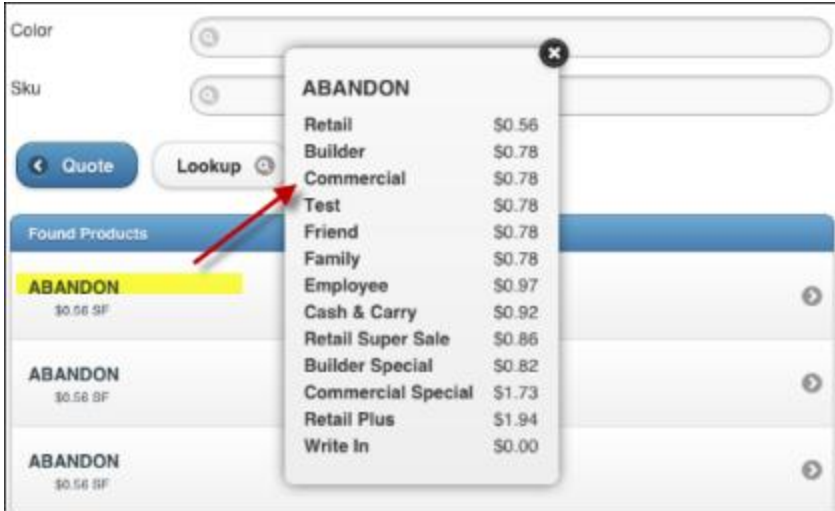 Color
Sku
Quote
Lookup
Found Products
ABANDON
$0.56 SF
ABANDON
$0.56 SF
ABANDON
$0.56 SF
ABANDON
Retail $0.56
Builder $0.78
Commercial $0.78
Test $0.78
Friend $0.78
Family $0.78
Employee $0.97
Cash & Carry $0.92
Retail Super Sale $0.86
Builder Special $0.82
Commercial Special $1.73
Retail Plus $1.94
Write In $0.00